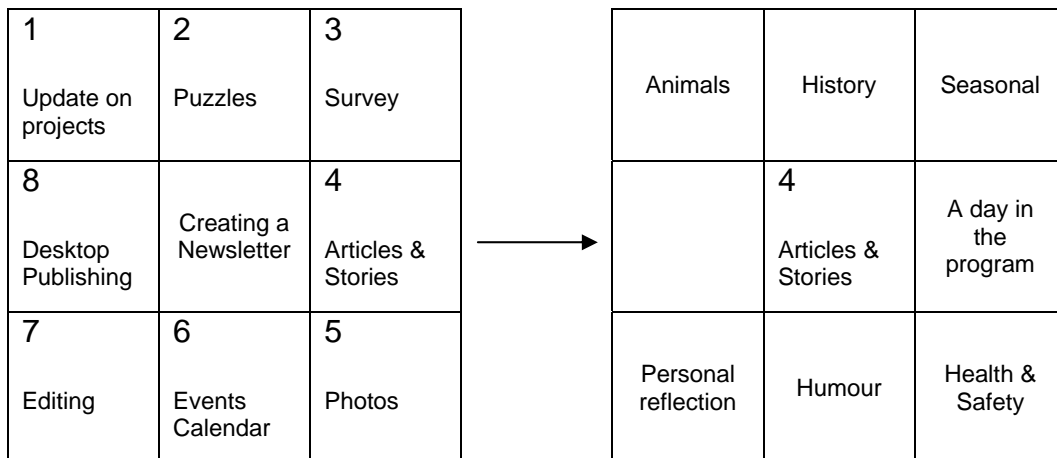 1
Update on
projects
2
Puzzles
3
Survey
8
Desktop
Publishing
Creating a
Newsletter
4
Articles &
Stories
7
Editing
6
Events
Calendar
5
Photos
Animals
History
Seasonal
4
Articles &
Stories
A day in
the
program
Personal
reflection
Humour
Health &
Safety